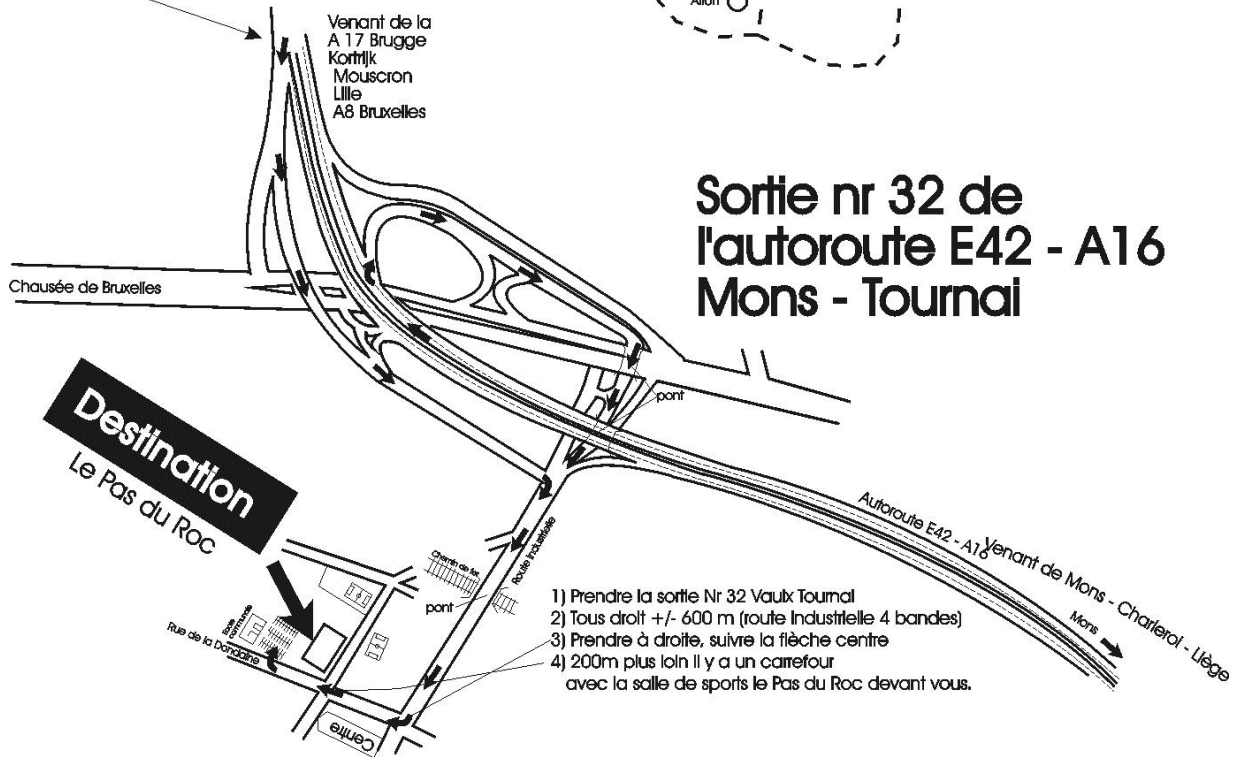 Arlon
Venant de la
A 17 Brugge
Kortrijk
Mouscron
Lille
A8 Bruxelles
Sortie nr 32 de
l'autoroute E42 - A16
Mons - Tournai
Chausée de Bruxelles
pont
Destination
Le Pas du Roc
Autoroute E42 - A16
Venant de Mons - Charleroi - Liège
Mons
Chemin de fer
Route Industrielle
pont
Ecole
communale
Rue de la Dondaine
Centre
1) Prendre la sortie Nr 32 Vaulx Tournai
2) Tous droit +/- 600 m (route Industrielle 4 bandes)
3) Prendre à droite, suivre la flèche centre
4) 200m plus loin il y a un carrefour
avec la salle de sports le Pas du Roc devant vous.